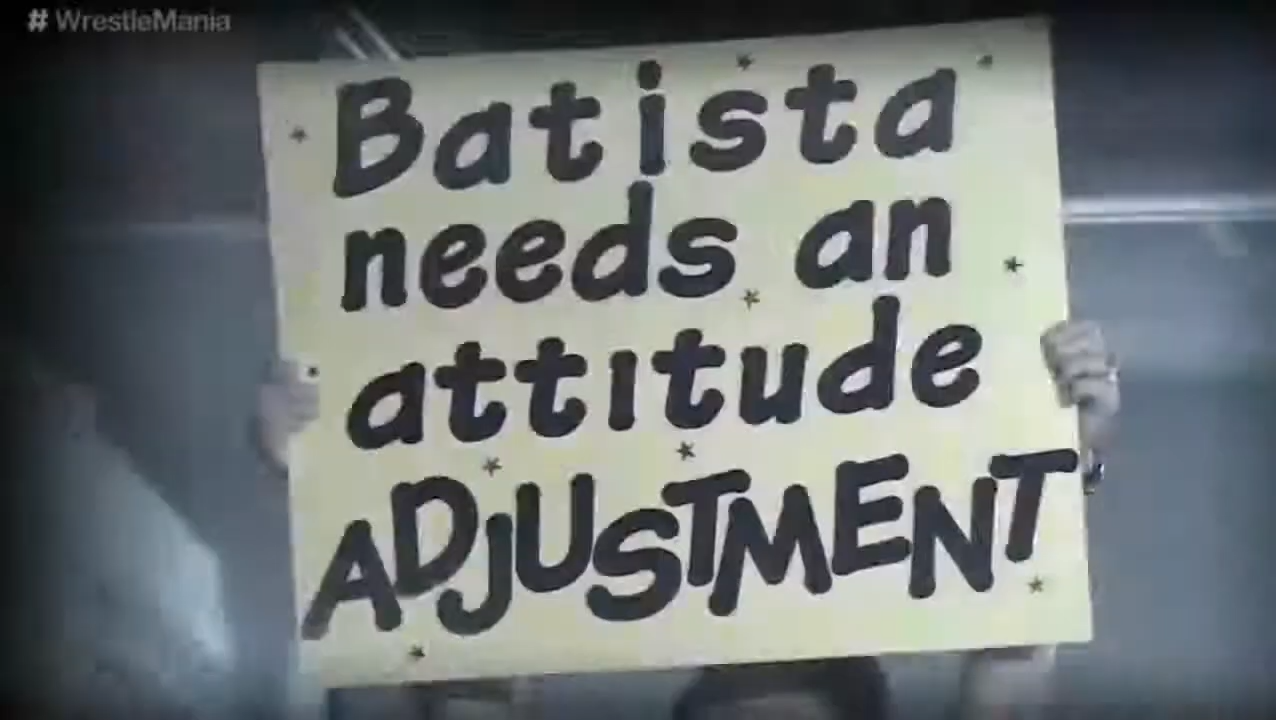 # WrestleMania
Batista
needs an
attitude
ADJUSTMENT